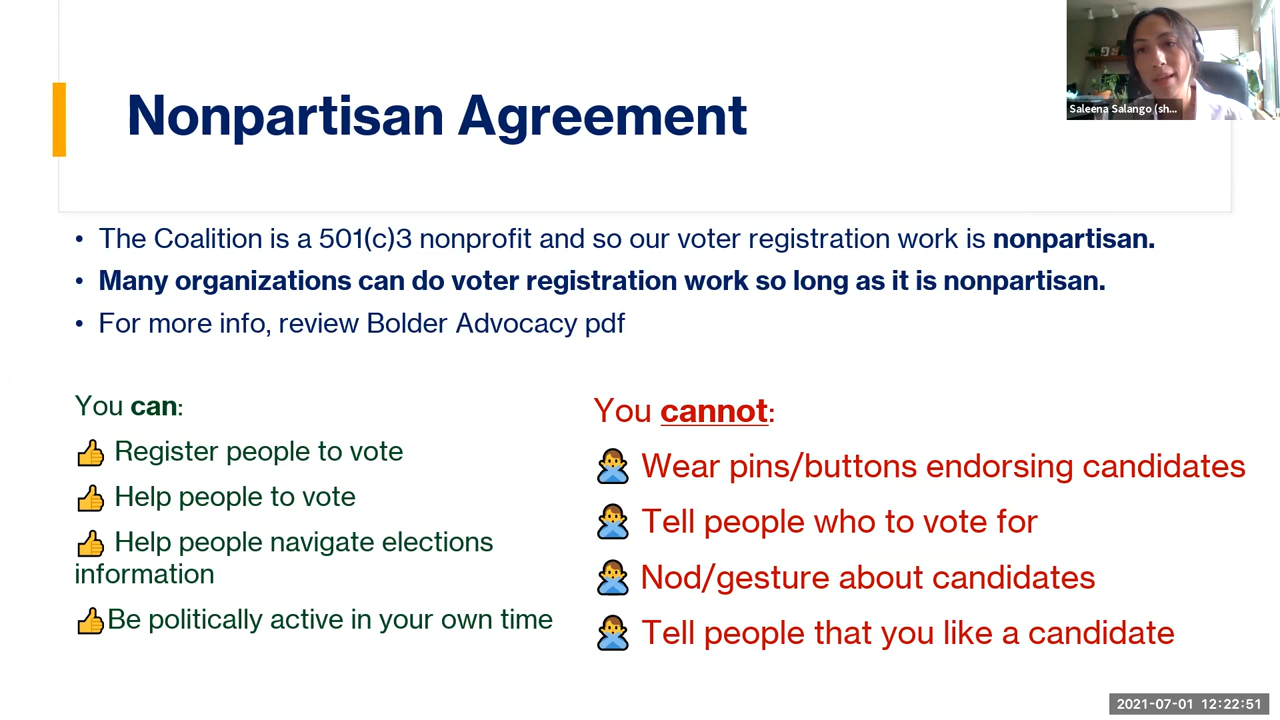 Nonpartisan Agreement
Saleena Salango (sh...
• The Coalition is a 501(c)3 nonprofit and so our voter registration work is nonpartisan.
• Many organizations can do voter registration work so long as it is nonpartisan.
• For more info, review Bolder Advocacy pdf
You can:
👍 Register people to vote
👍 Help people to vote
👍 Help people navigate elections
information
👍Be politically active in your own time
You cannot:
🙅‍♂️ Wear pins/buttons endorsing candidates
🙅‍♂️ Tell people who to vote for
🙅‍♂️ Nod/gesture about candidates
🙅‍♂️ Tell people that you like a candidate
2021-07-01 12:22:51